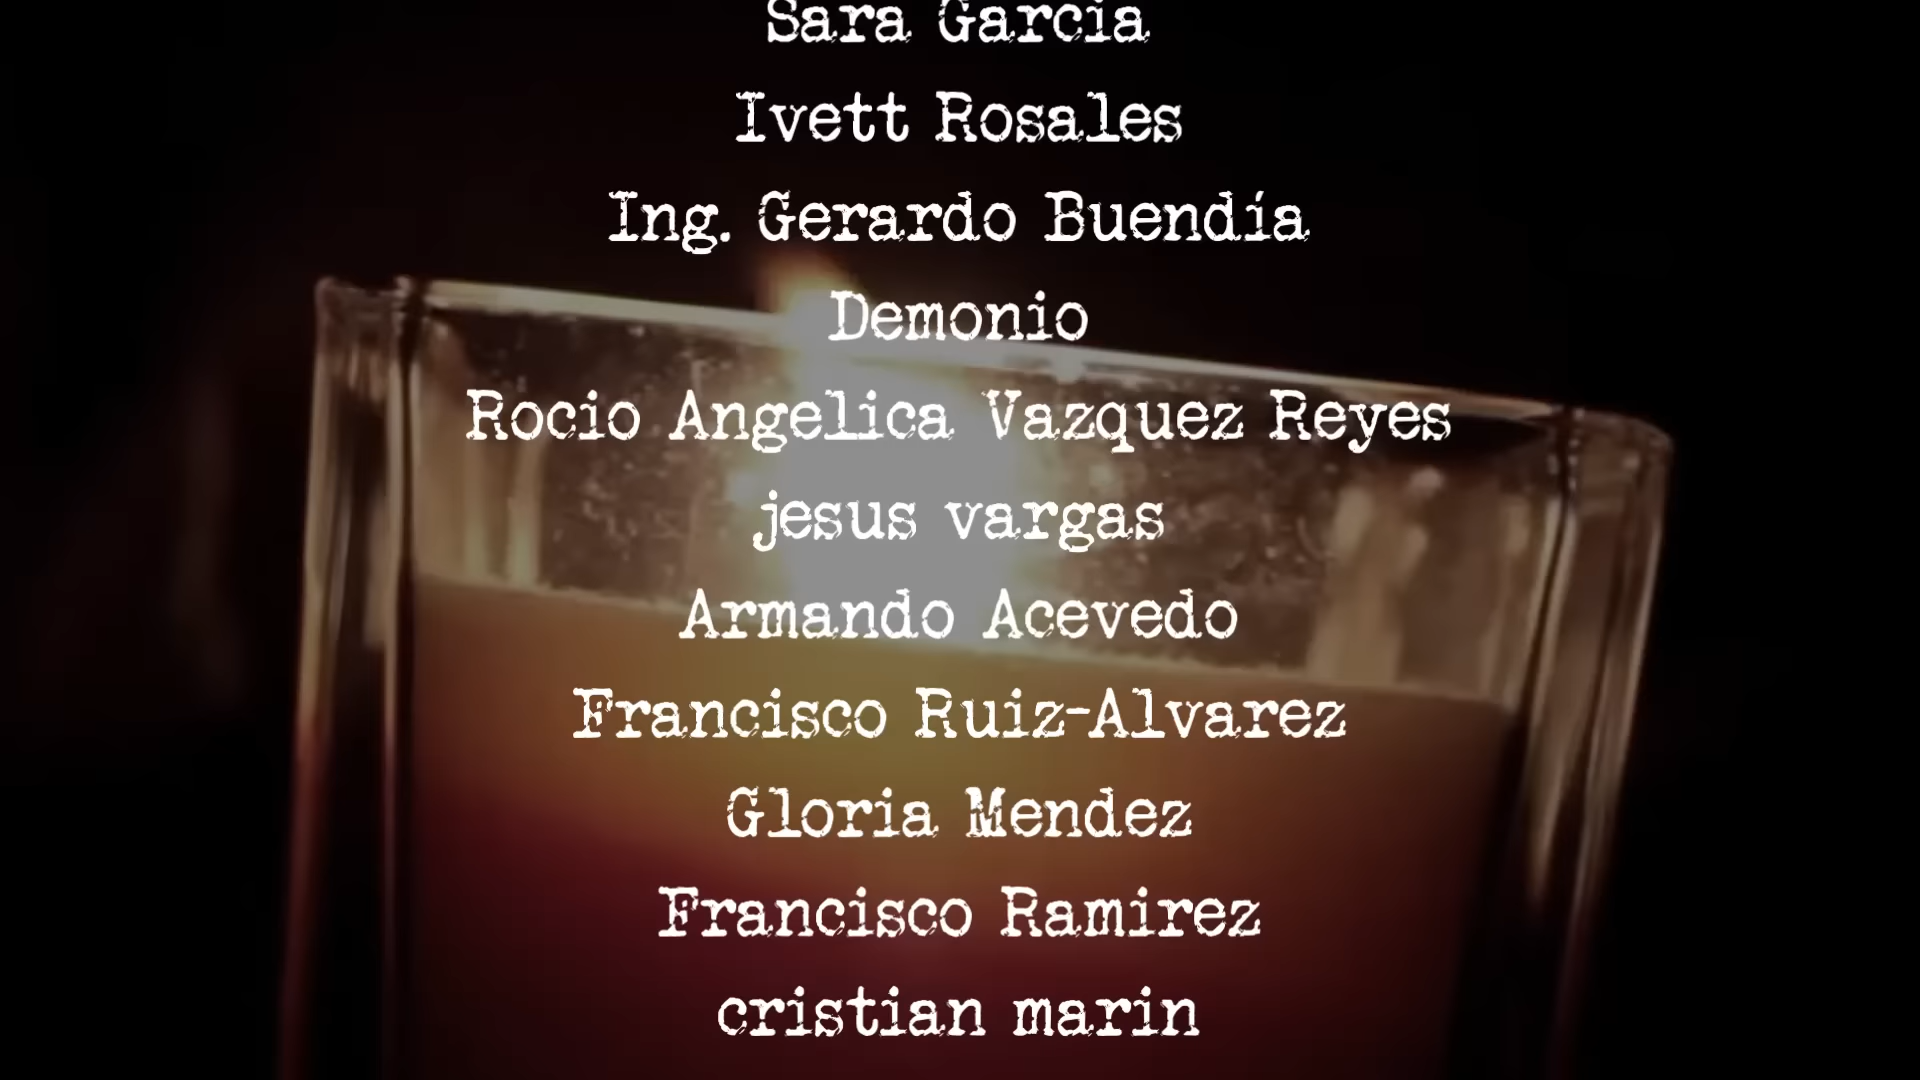 Sara Garcia
Ivett Rosales
Ing. Gerardo Buendía
Demonio
Rocio Angelica Vazquez Reyes
jesus vargas
Armando Acevedo
Francisco Ruiz-Alvarez
Gloria Mendez
Francisco Ramirez
cristian marin